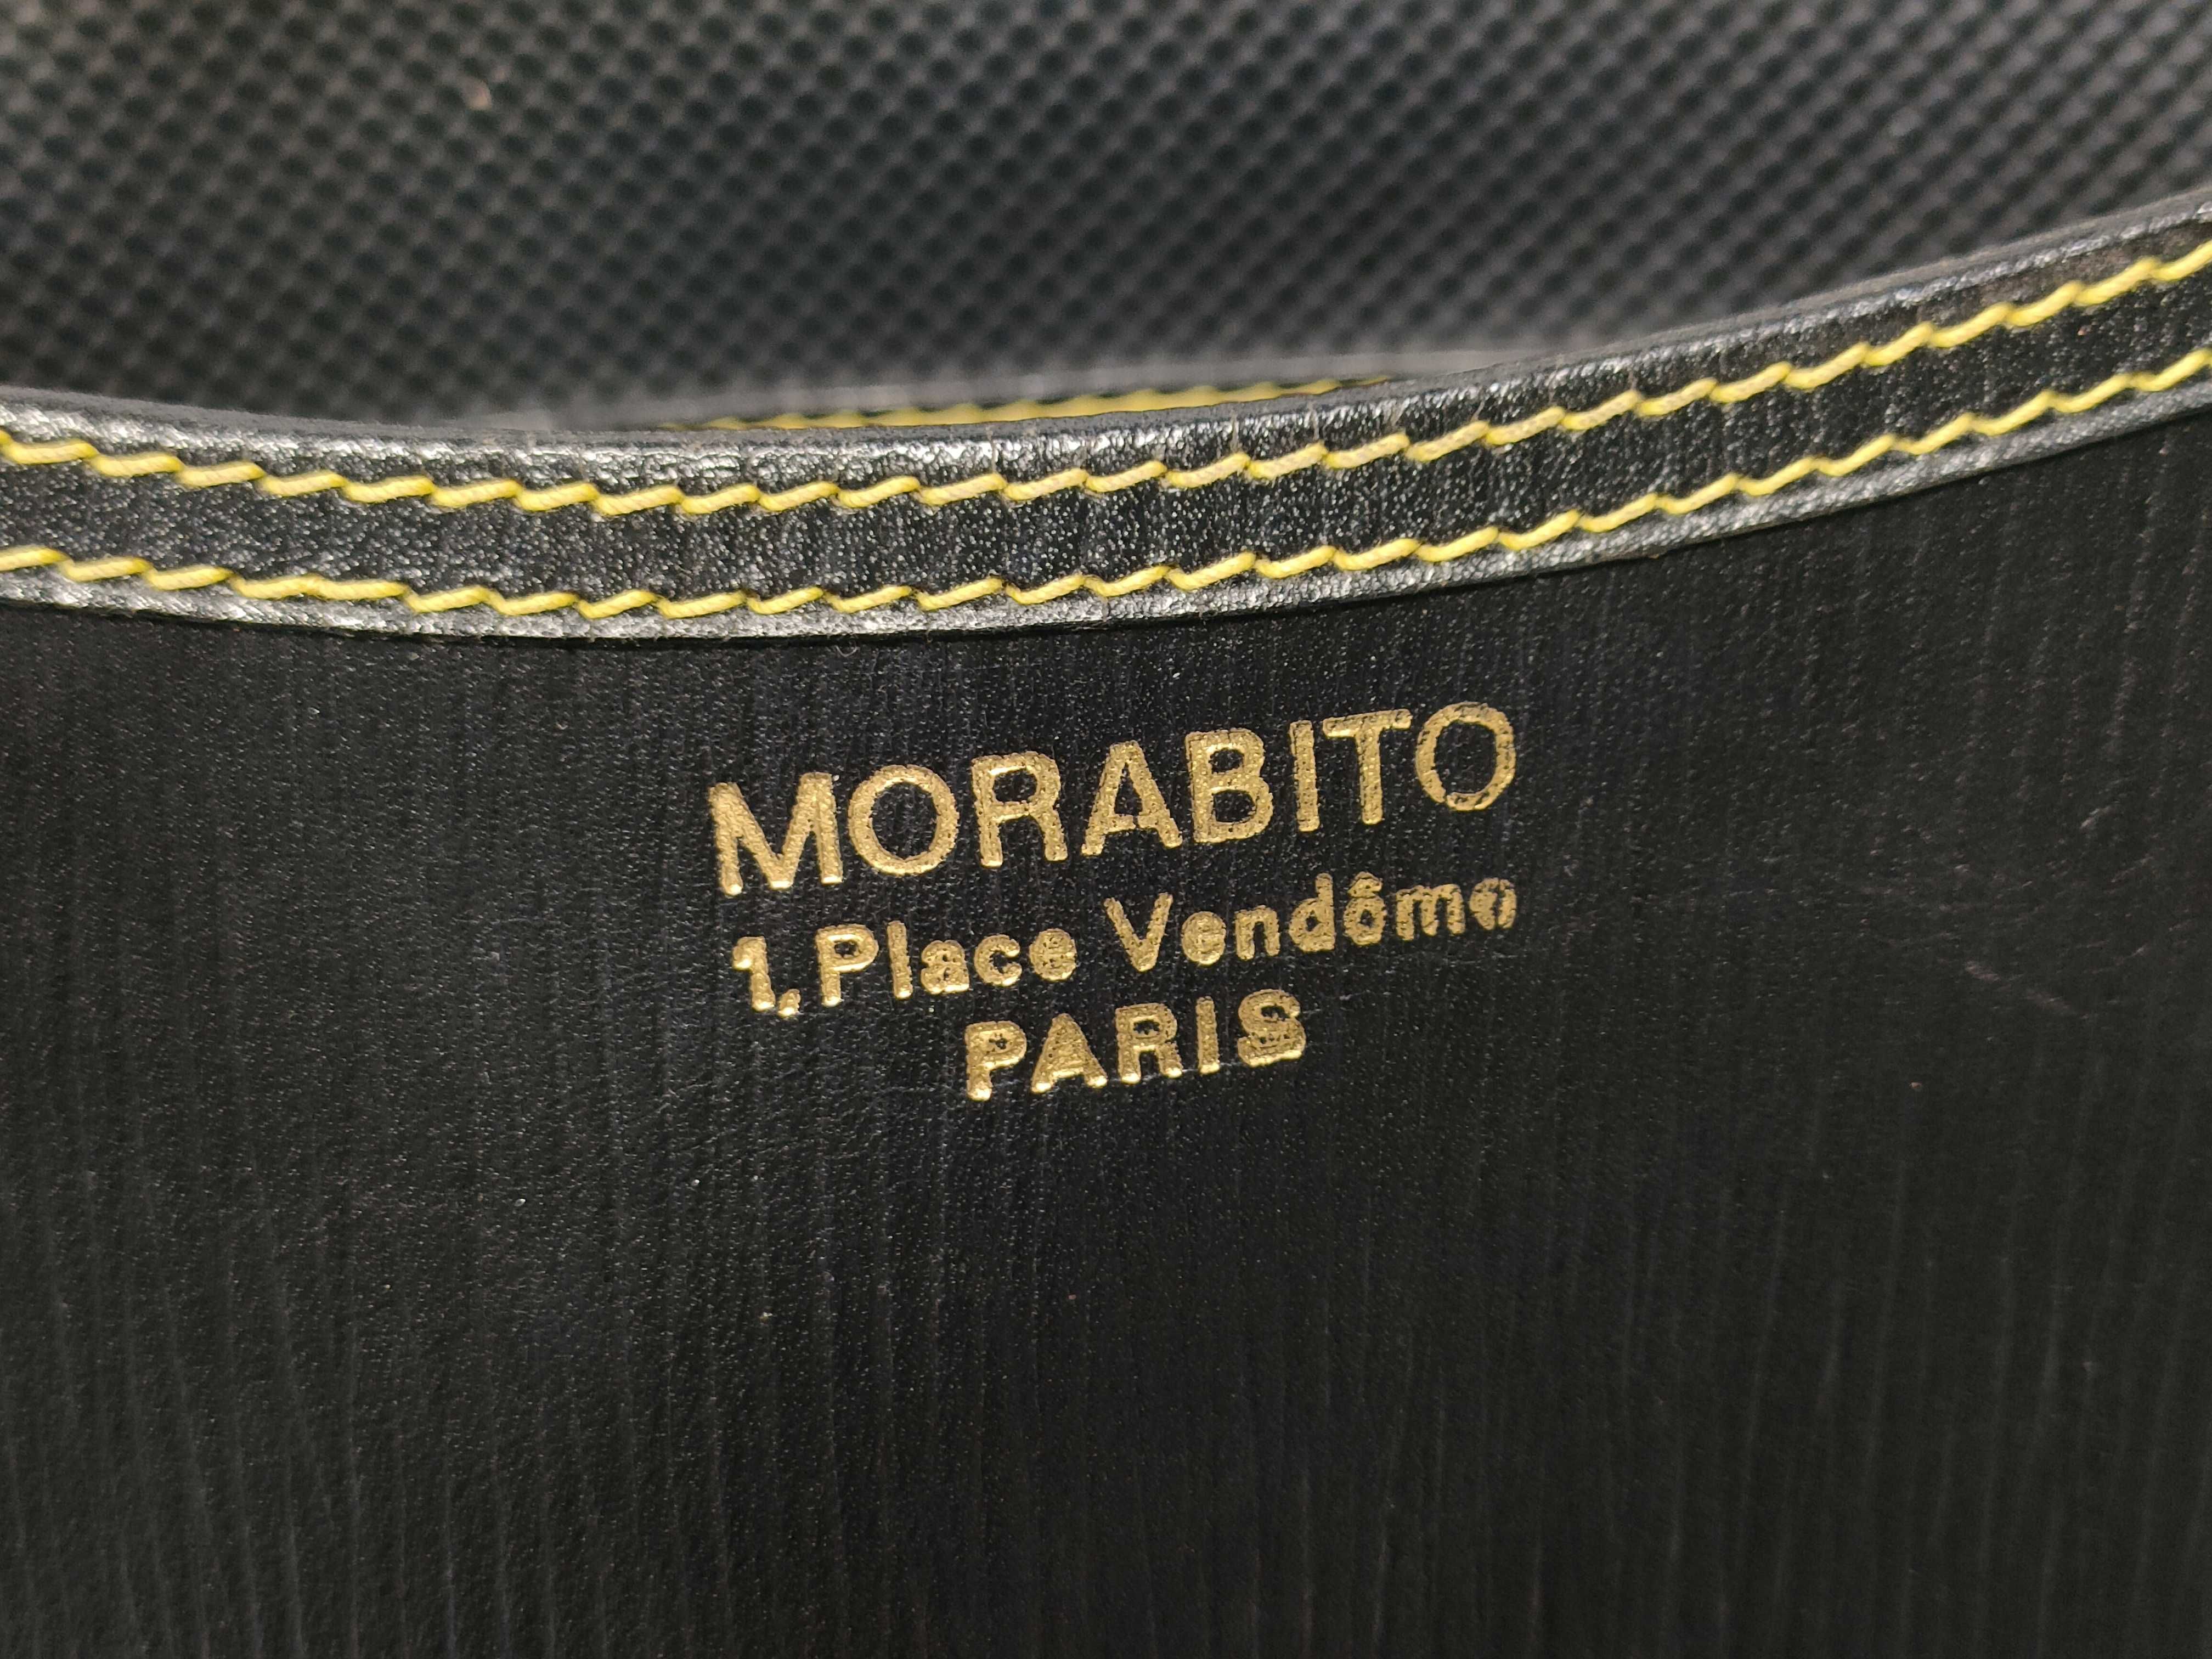 MORABITO
1, Place Vendôme
PARIS